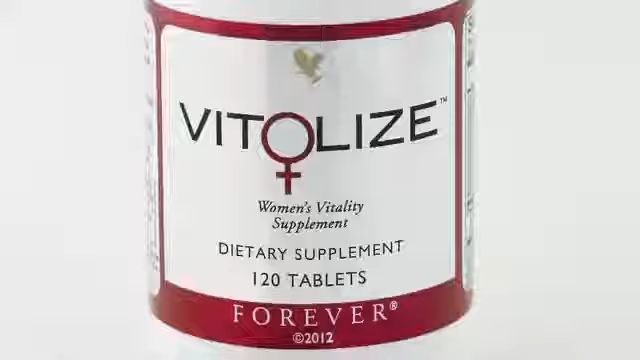 VITOLIZE™
Women's Vitality
Supplement
DIETARY SUPPLEMENT
120 TABLETS
FOREVER®
©2012